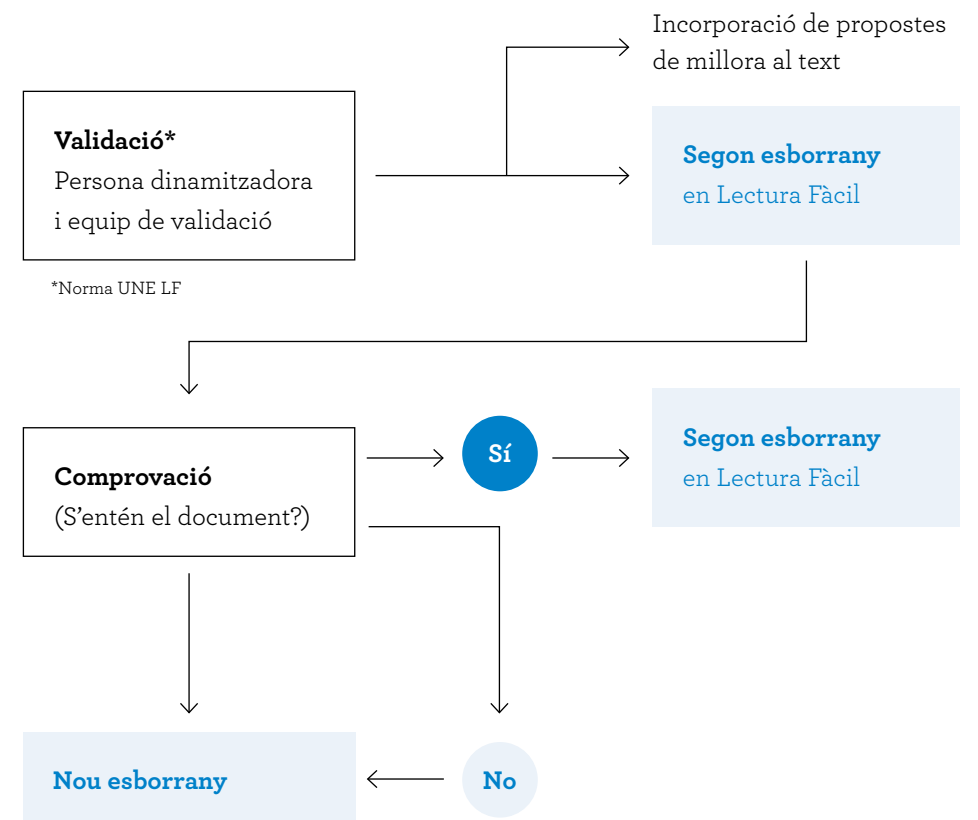 Incorporació de propostes
de millora al text
Validació*
Persona dinamitzadora
i equip de validació
Segon esborrany
en Lectura Fàcil
*Norma UNE LF
Comprovació
(S’entén el document?)
Sí
Segon esborrany
en Lectura Fàcil
Nou esborrany
No